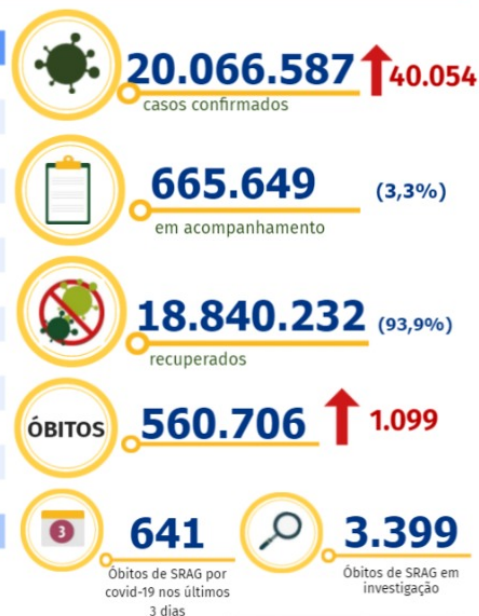 20.066.587 40.054
casos confirmados
665.649 (3,3%)
em acompanhamento
18.840.232 (93,9%)
recuperados
ÓBITOS 560.706 1.099
3 641
Óbitos de SRAG por
covid-19 nos últimos
3 dias
3.399
Óbitos de SRAG em
investigação